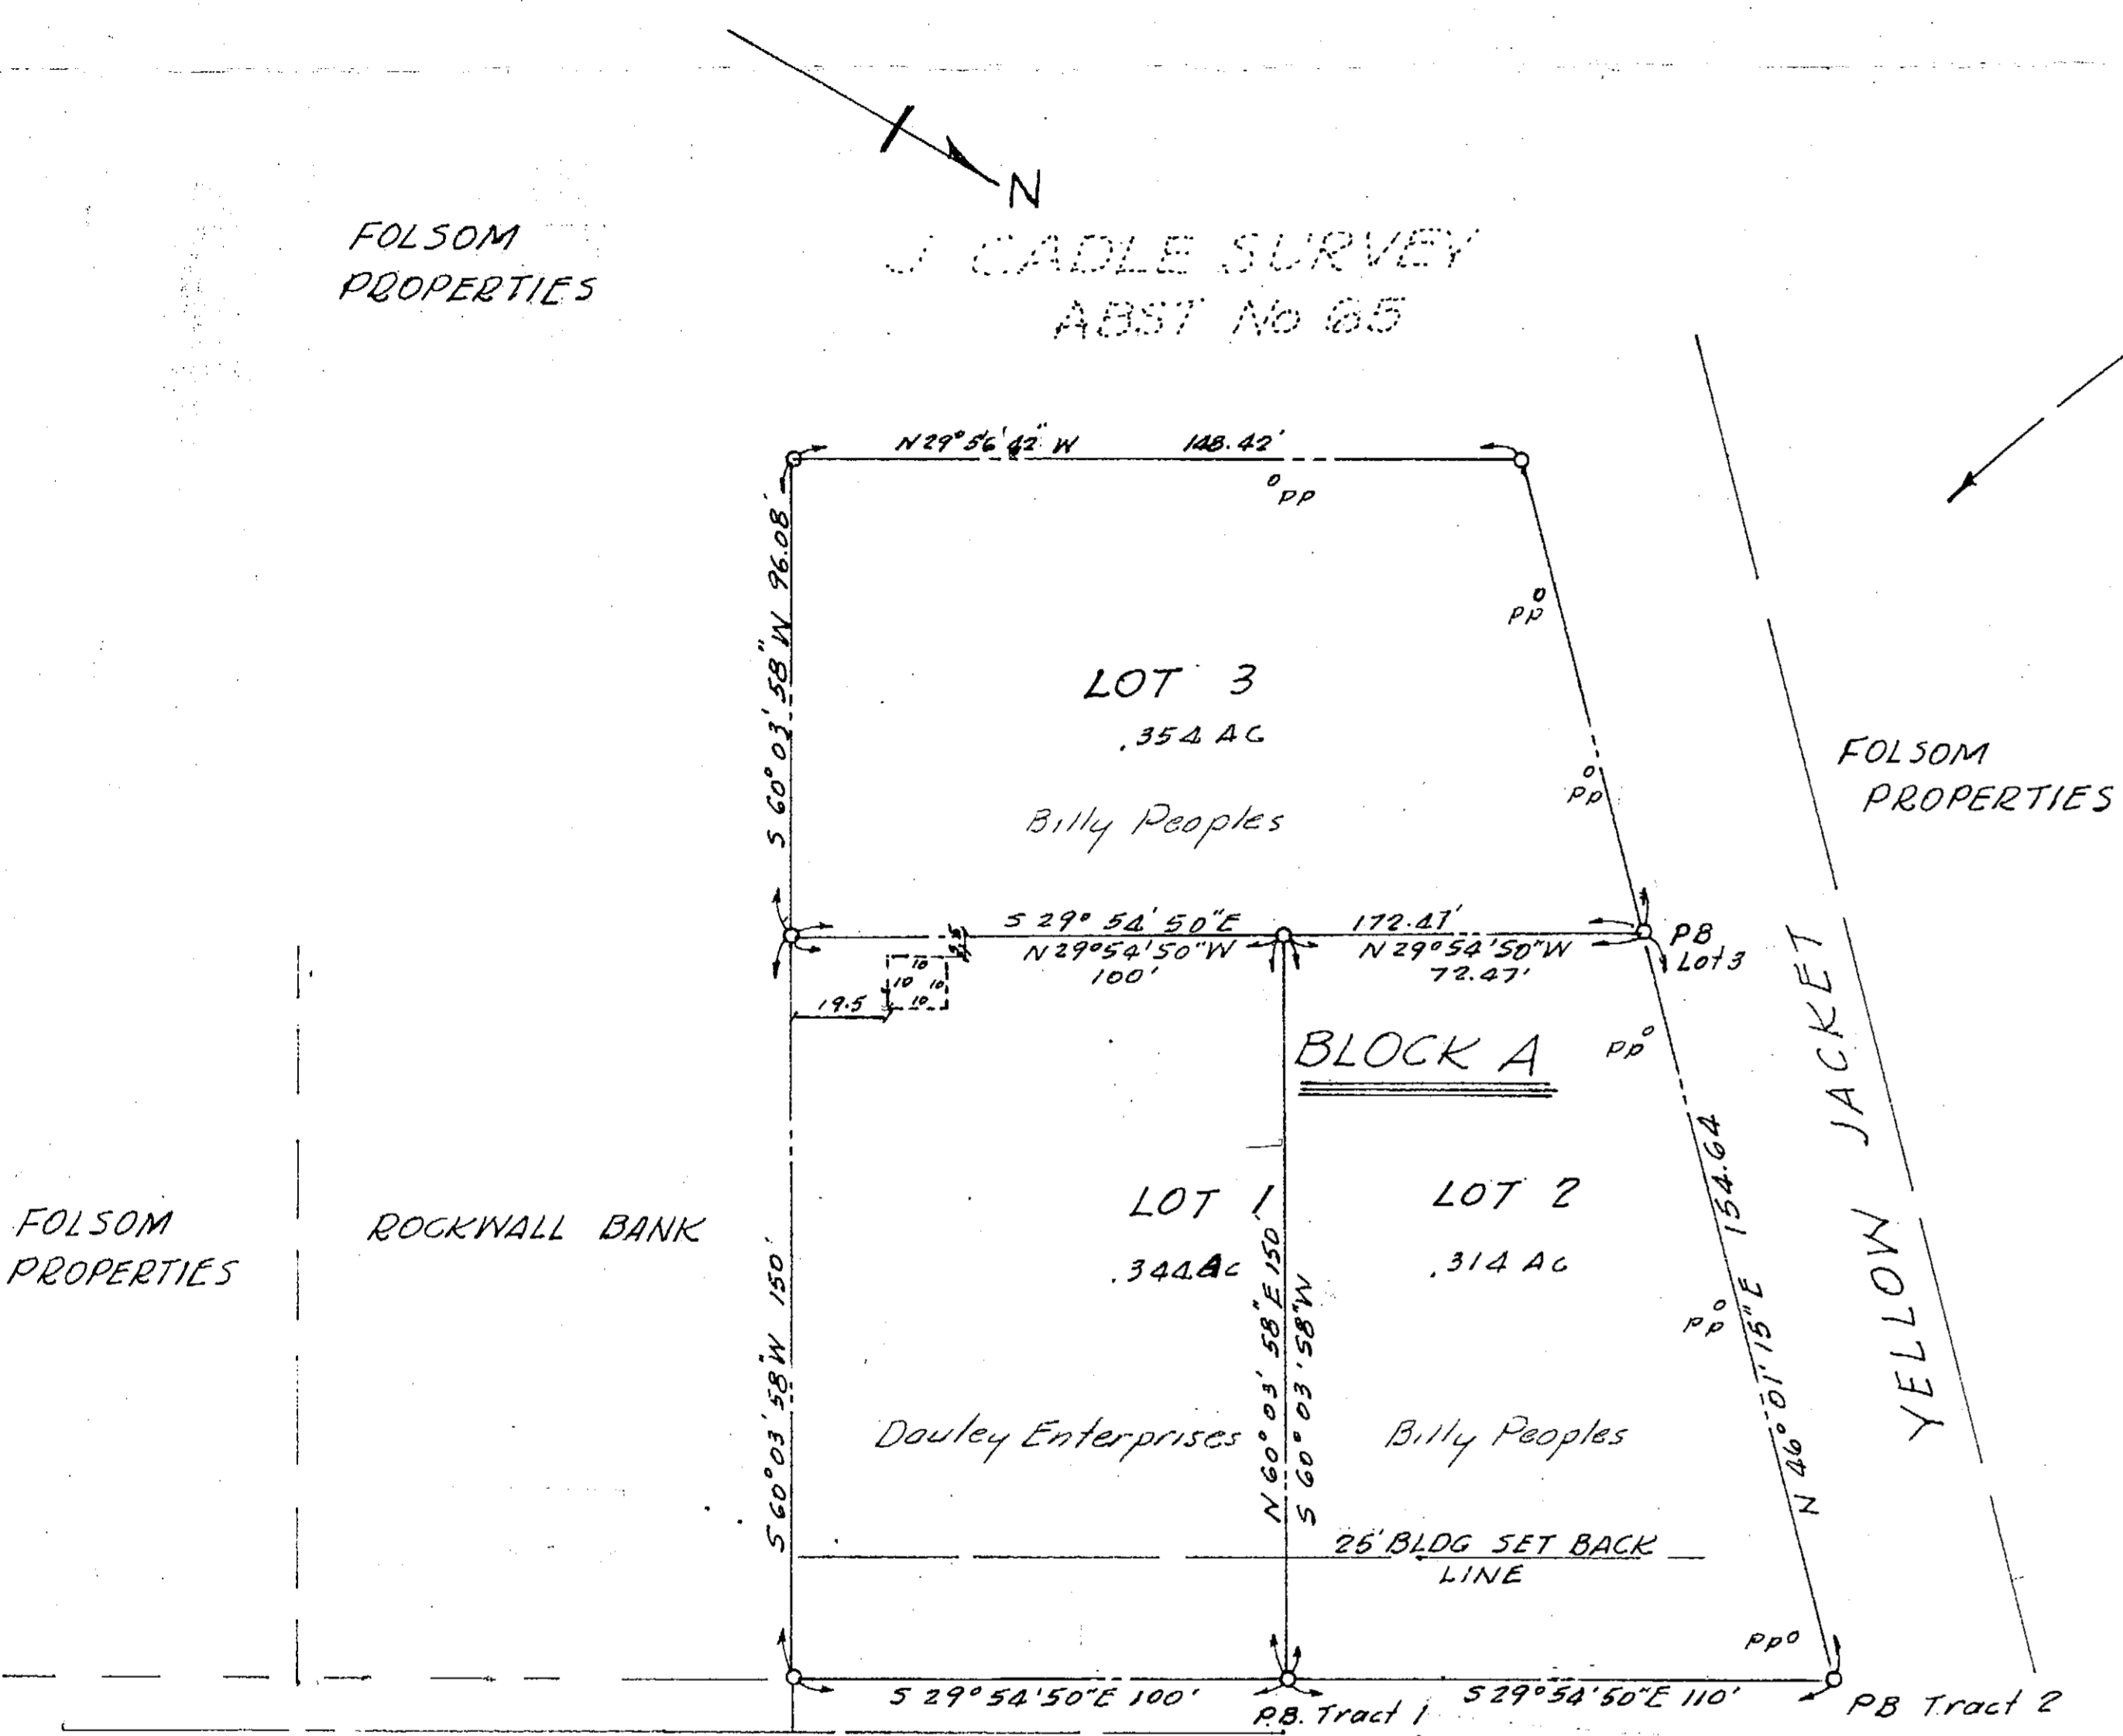 N
FOLSOM
PROPERTIES
J CADLE SURVEY
ABST No 65
N 29° 56' 42" W 148.42'
PP
S 60° 03' 58" W 96.08'
PP
LOT 3
.354 AC
PP
FOLSOM
PROPERTIES
Billy Peoples
S 29° 54' 50" E 172.47'
N 29° 54' 50" W
100'
N 29° 54' 50" W
72.47'
PB
Lot 3
10
10 10
10
19.5
BLOCK A
PP
YELLOW JACKET
LOT 1
.344 Ac
LOT 2
.314 AC
FOLSOM
PROPERTIES
ROCKWALL BANK
S 60° 03' 58" W 150'
N 60° 03' 58" E 150'
S 60° 03' 58" W
PP
N 46° 01' 15" E 154.64
Dauley Enterprises
Billy Peoples
25' BLDG SET BACK
LINE
PP
S 29° 54' 50" E 100'
P.B. Tract 1
S 29° 54' 50" E 110'
PB Tract 2